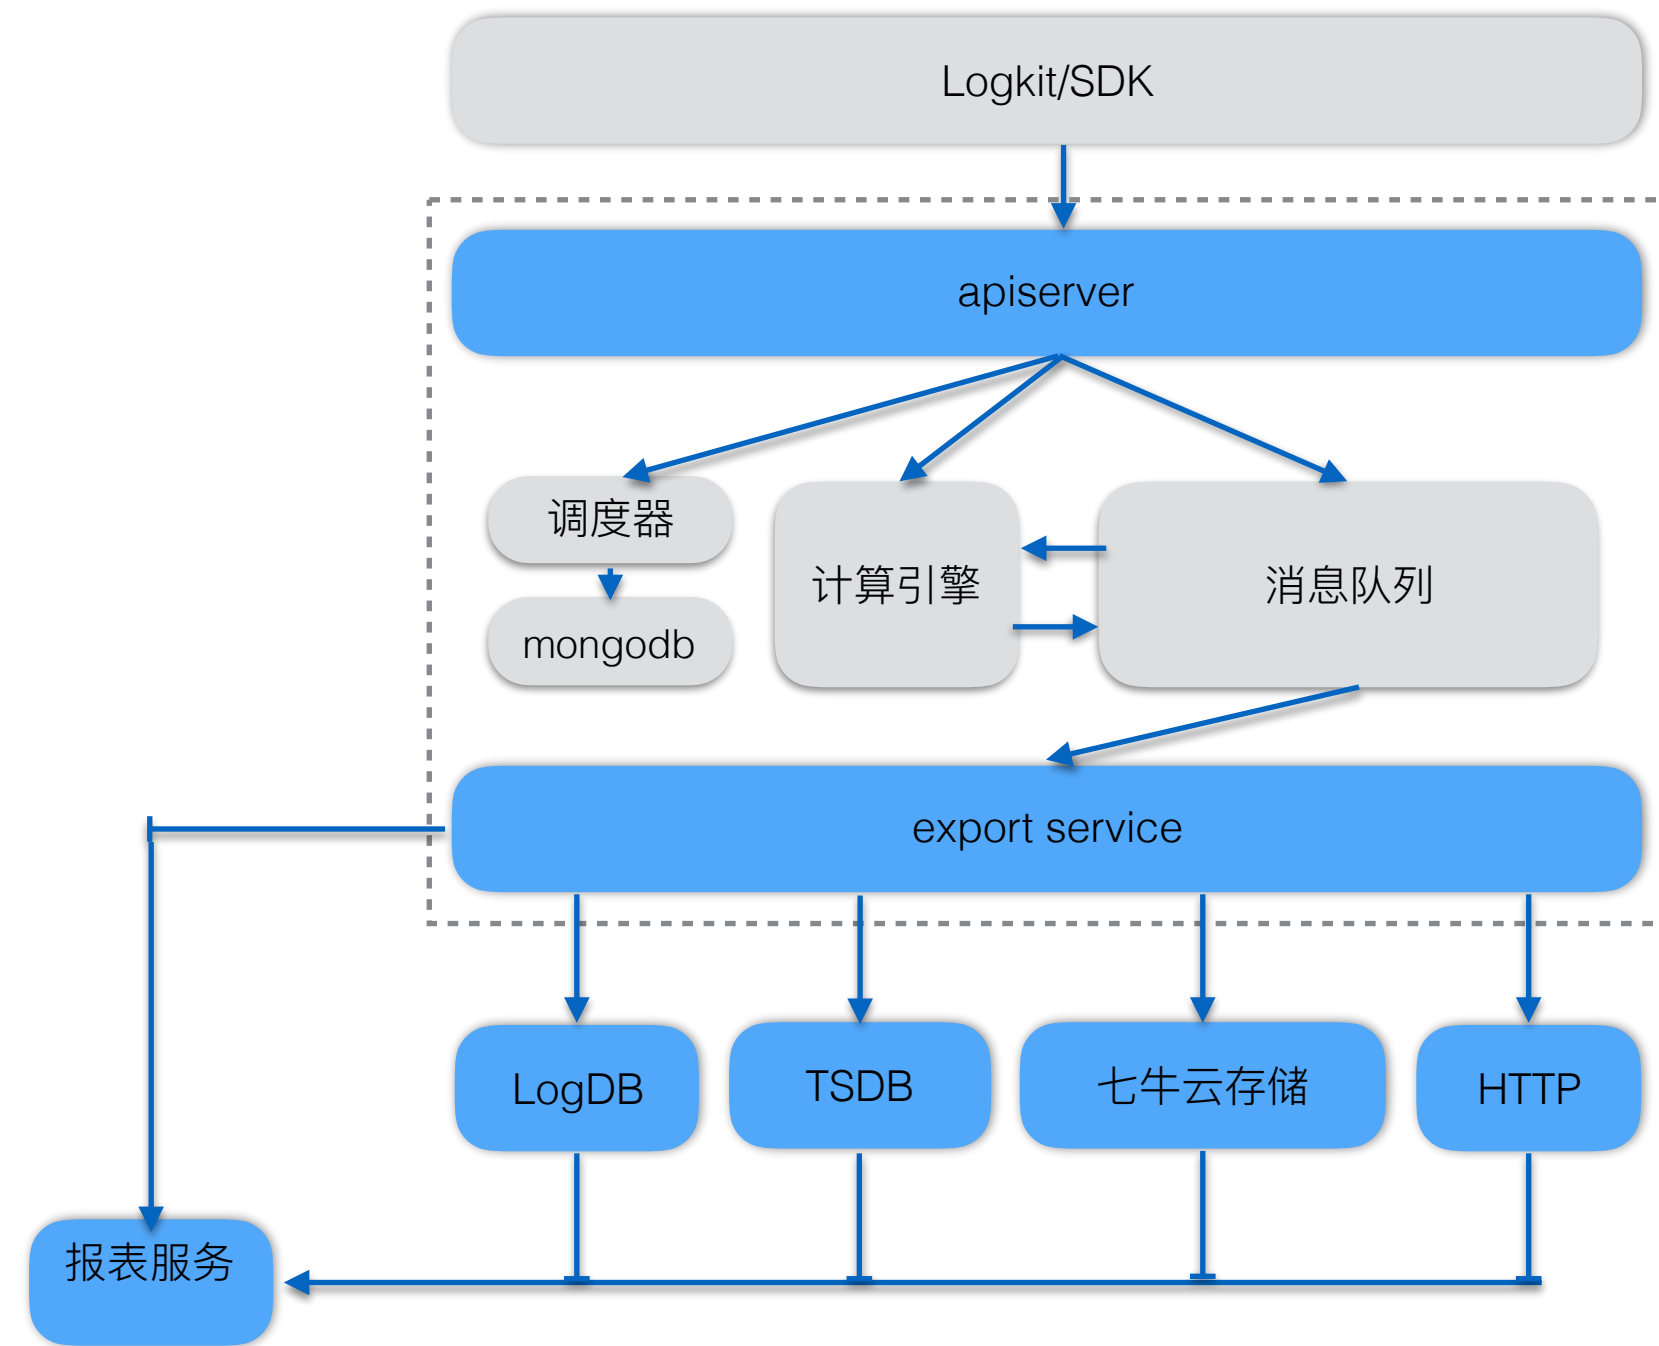 Logkit/SDK
apiserver
调度器
mongodb
计算引擎
消息队列
export service
LogDB
TSDB
七牛云存储
HTTP
报表服务